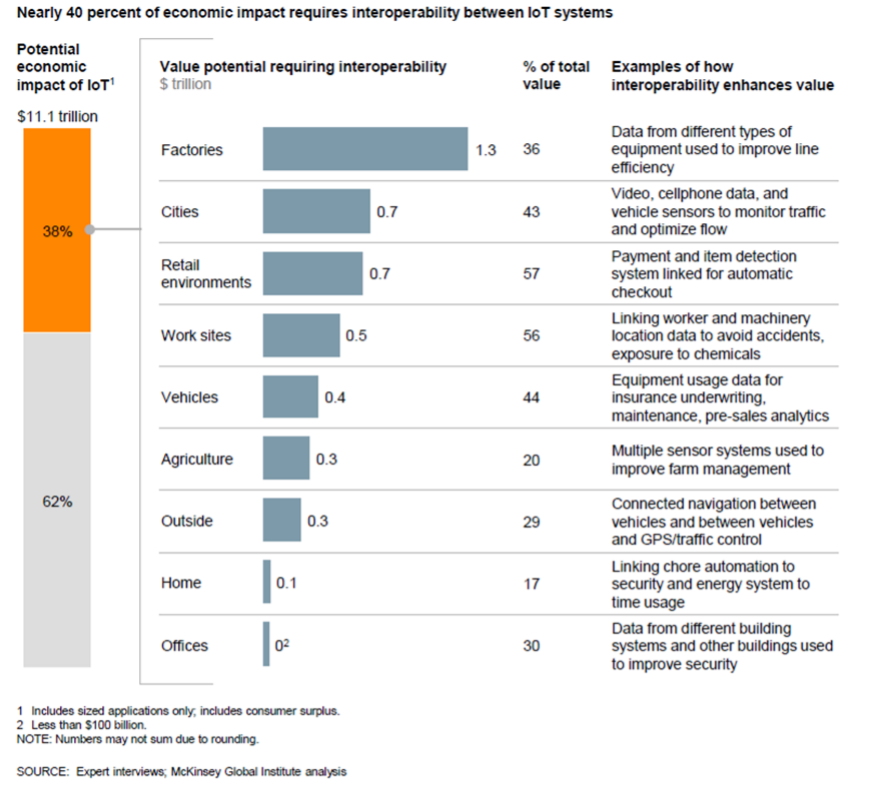 Nearly 40 percent of economic impact requires interoperability between IoT systems
Potential
economic
impact of IoT¹
$11.1 trillion
38%
62%
Value potential requiring interoperability
$ trillion
% of total
value
Examples of how
interoperability enhances value
Factories
1.3
36
Data from different types of
equipment used to improve line
efficiency
Cities
0.7
43
Video, cellphone data, and
vehicle sensors to monitor traffic
and optimize flow
Retail
environments
0.7
57
Payment and item detection
system linked for automatic
checkout
Work sites
0.5
56
Linking worker and machinery
location data to avoid accidents,
exposure to chemicals
Vehicles
0.4
44
Equipment usage data for
insurance underwriting,
maintenance, pre-sales analytics
Agriculture
0.3
20
Multiple sensor systems used to
improve farm management
Outside
0.3
29
Connected navigation between
vehicles and between vehicles
and GPS/traffic control
Home
0.1
17
Linking chore automation to
security and energy system to
time usage
Offices
0²
30
Data from different building
systems and other buildings used
to improve security
1 Includes sized applications only; includes consumer surplus.
2 Less than $100 billion.
NOTE: Numbers may not sum due to rounding.
SOURCE: Expert interviews; McKinsey Global Institute analysis